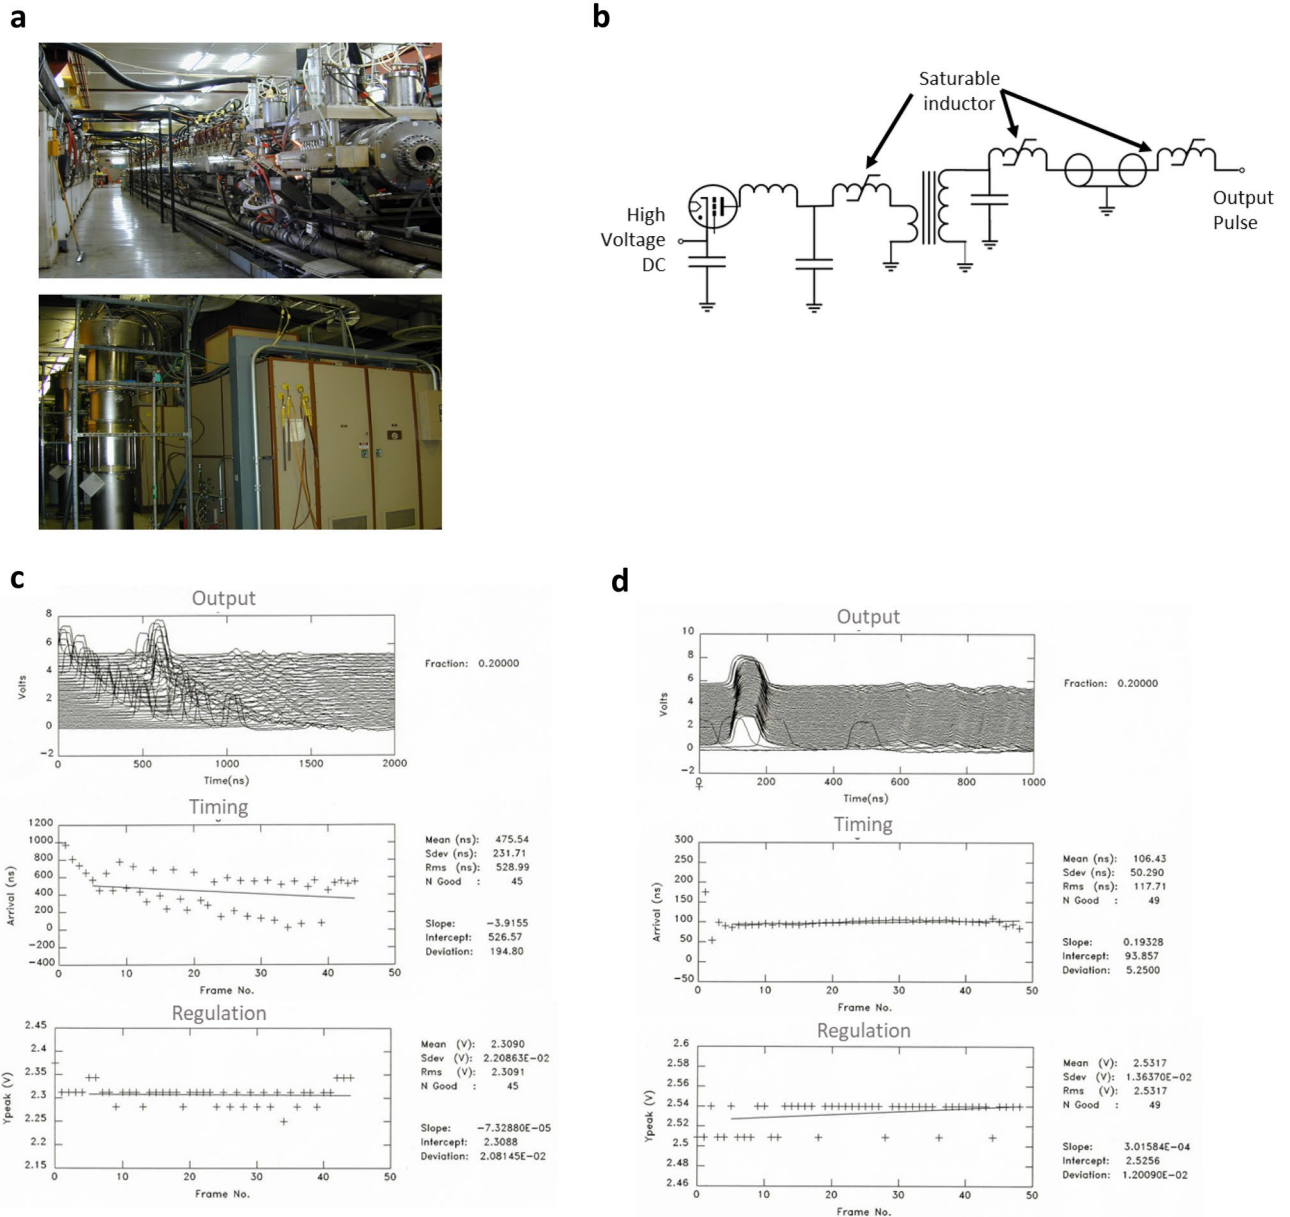 a
b
Saturable
inductor
High
Voltage
DC
Output
Pulse
c
Output
8
6
4
2
0
−2
Volts
0 500 1000 1500 2000
Time(ns)
Fraction: 0.20000
Timing
1200
1000
800
600
400
200
0
−200
−400
Arrival (ns)
0 10 20 30 40 50
Frame No.
Mean (ns): 475.54
Sdev (ns): 231.71
Rms (ns): 528.99
N Good : 45
Slope: −3.9155
Intercept: 526.57
Deviation: 194.80
Regulation
2.45
2.4
2.35
2.3
2.25
2.2
2.15
Ypeak (V)
0 10 20 30 40 50
Frame No.
Mean (V): 2.3090
Sdev (V): 2.20863E−02
Rms (V): 2.3091
N Good : 45
Slope: −7.32880E−05
Intercept: 2.3088
Deviation: 2.08145E−02
d
Output
10
8
6
4
2
0
−2
Volts
0 200 400 600 800 1000
Time(ns)
Fraction: 0.20000
Timing
300
250
200
150
100
50
0
−50
Arrival (ns)
0 10 20 30 40 50
Frame No.
Mean (ns): 106.43
Sdev (ns): 50.290
Rms (ns): 117.71
N Good : 49
Slope: 0.19328
Intercept: 93.857
Deviation: 5.2500
Regulation
2.6
2.58
2.56
2.54
2.52
2.5
2.48
2.46
Ypeak (V)
0 10 20 30 40 50
Frame No.
Mean (V): 2.5317
Sdev (V): 1.36370E−02
Rms (V): 2.5317
N Good : 49
Slope: 3.01584E−04
Intercept: 2.5256
Deviation: 1.20090E−02